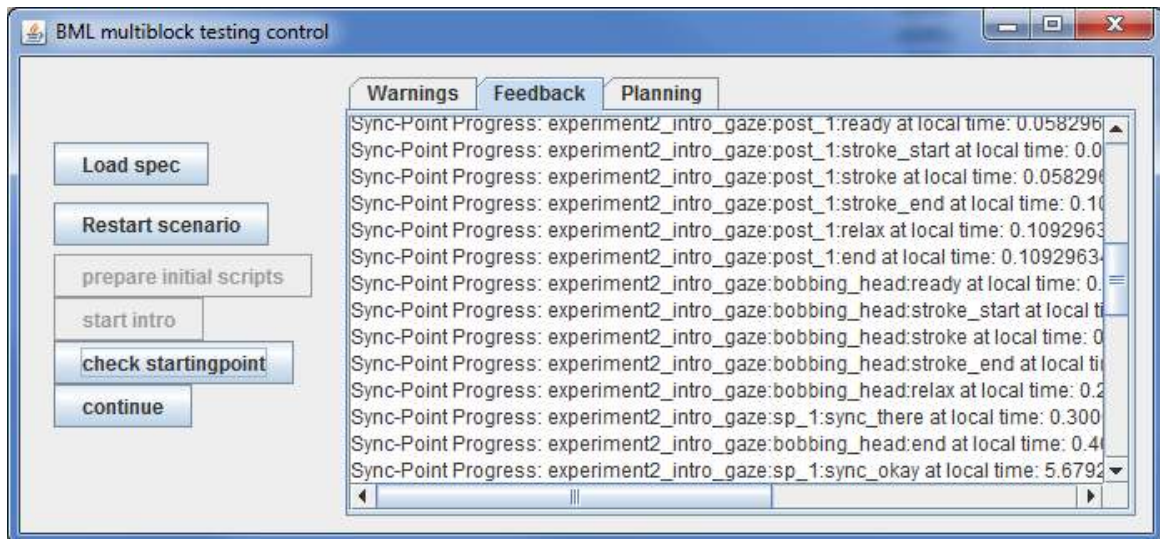 BML multiblock testing control
Warnings Feedback Planning
Load spec
Restart scenario
prepare initial scripts
start intro
check startingpoint
continue
Sync-Point Progress: experiment2_intro_gaze:post_1:ready at local time: 0.058296
Sync-Point Progress: experiment2_intro_gaze:post_1:stroke_start at local time: 0.0
Sync-Point Progress: experiment2_intro_gaze:post_1:stroke at local time: 0.058296
Sync-Point Progress: experiment2_intro_gaze:post_1:stroke_end at local time: 0.10
Sync-Point Progress: experiment2_intro_gaze:post_1:relax at local time: 0.1092963
Sync-Point Progress: experiment2_intro_gaze:post_1:end at local time: 0.10929634
Sync-Point Progress: experiment2_intro_gaze:bobbing_head:ready at local time: 0.
Sync-Point Progress: experiment2_intro_gaze:bobbing_head:stroke_start at local ti
Sync-Point Progress: experiment2_intro_gaze:bobbing_head:stroke at local time: 0
Sync-Point Progress: experiment2_intro_gaze:bobbing_head:stroke_end at local ti
Sync-Point Progress: experiment2_intro_gaze:bobbing_head:relax at local time: 0.2
Sync-Point Progress: experiment2_intro_gaze:sp_1:sync_there at local time: 0.300
Sync-Point Progress: experiment2_intro_gaze:bobbing_head:end at local time: 0.40
Sync-Point Progress: experiment2_intro_gaze:sp_1:sync_okay at local time: 5.6792